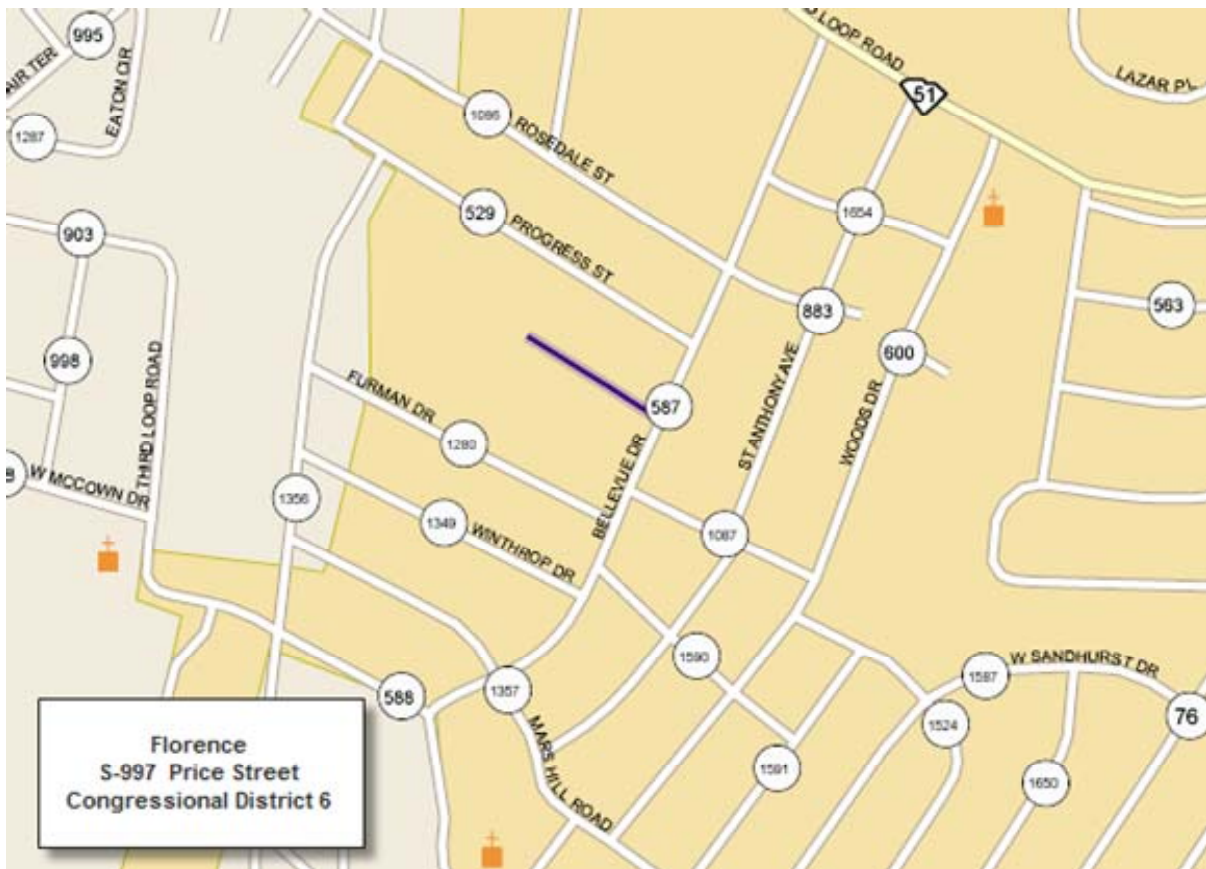 995
AIR TER
EATON CIR
1287
D LOOP ROAD
51
LAZAR PL
ROSEDALE ST
529
PROGRESS ST
1654
903
883
563
998
600
S THIRD LOOP ROAD
FURMAN DR
587
ST ANTHONY AVE
WOODS DR
1280
BELLEVUE DR
8
W MCCOWN DR
1356
1349
WINTHROP DR
1087
1590
W SANDHURST DR
1587
588
1357
76
MARS HILL ROAD
1524
1591
1650
Florence
S-997 Price Street
Congressional District 6